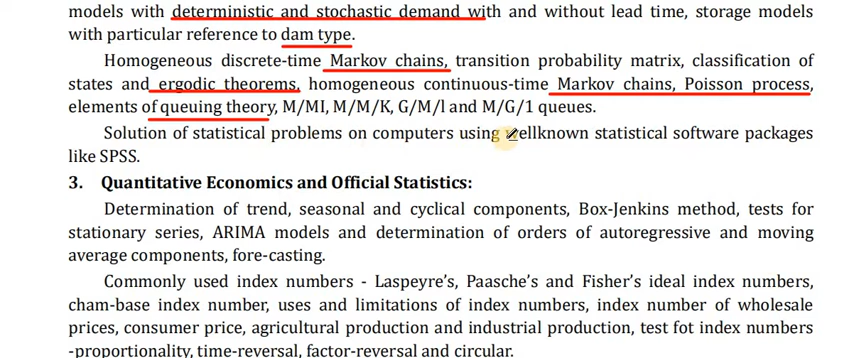 models with deterministic and stochastic demand with and without lead time, storage models
with particular reference to dam type.
Homogeneous discrete-time Markov chains, transition probability matrix, classification of
states and ergodic theorems, homogeneous continuous-time Markov chains, Poisson process,
elements of queuing theory, M/MI, M/M/K, G/M/l and M/G/1 queues.
Solution of statistical problems on computers using wellknown statistical software packages
like SPSS.
3. Quantitative Economics and Official Statistics:
Determination of trend, seasonal and cyclical components, Box-Jenkins method, tests for
stationary series, ARIMA models and determination of orders of autoregressive and moving
average components, fore-casting.
Commonly used index numbers - Laspeyre's, Paasche's and Fisher's ideal index numbers,
cham-base index number, uses and limitations of index numbers, index number of wholesale
prices, consumer price, agricultural production and industrial production, test fot index numbers
-proportionality, time-reversal, factor-reversal and circular.